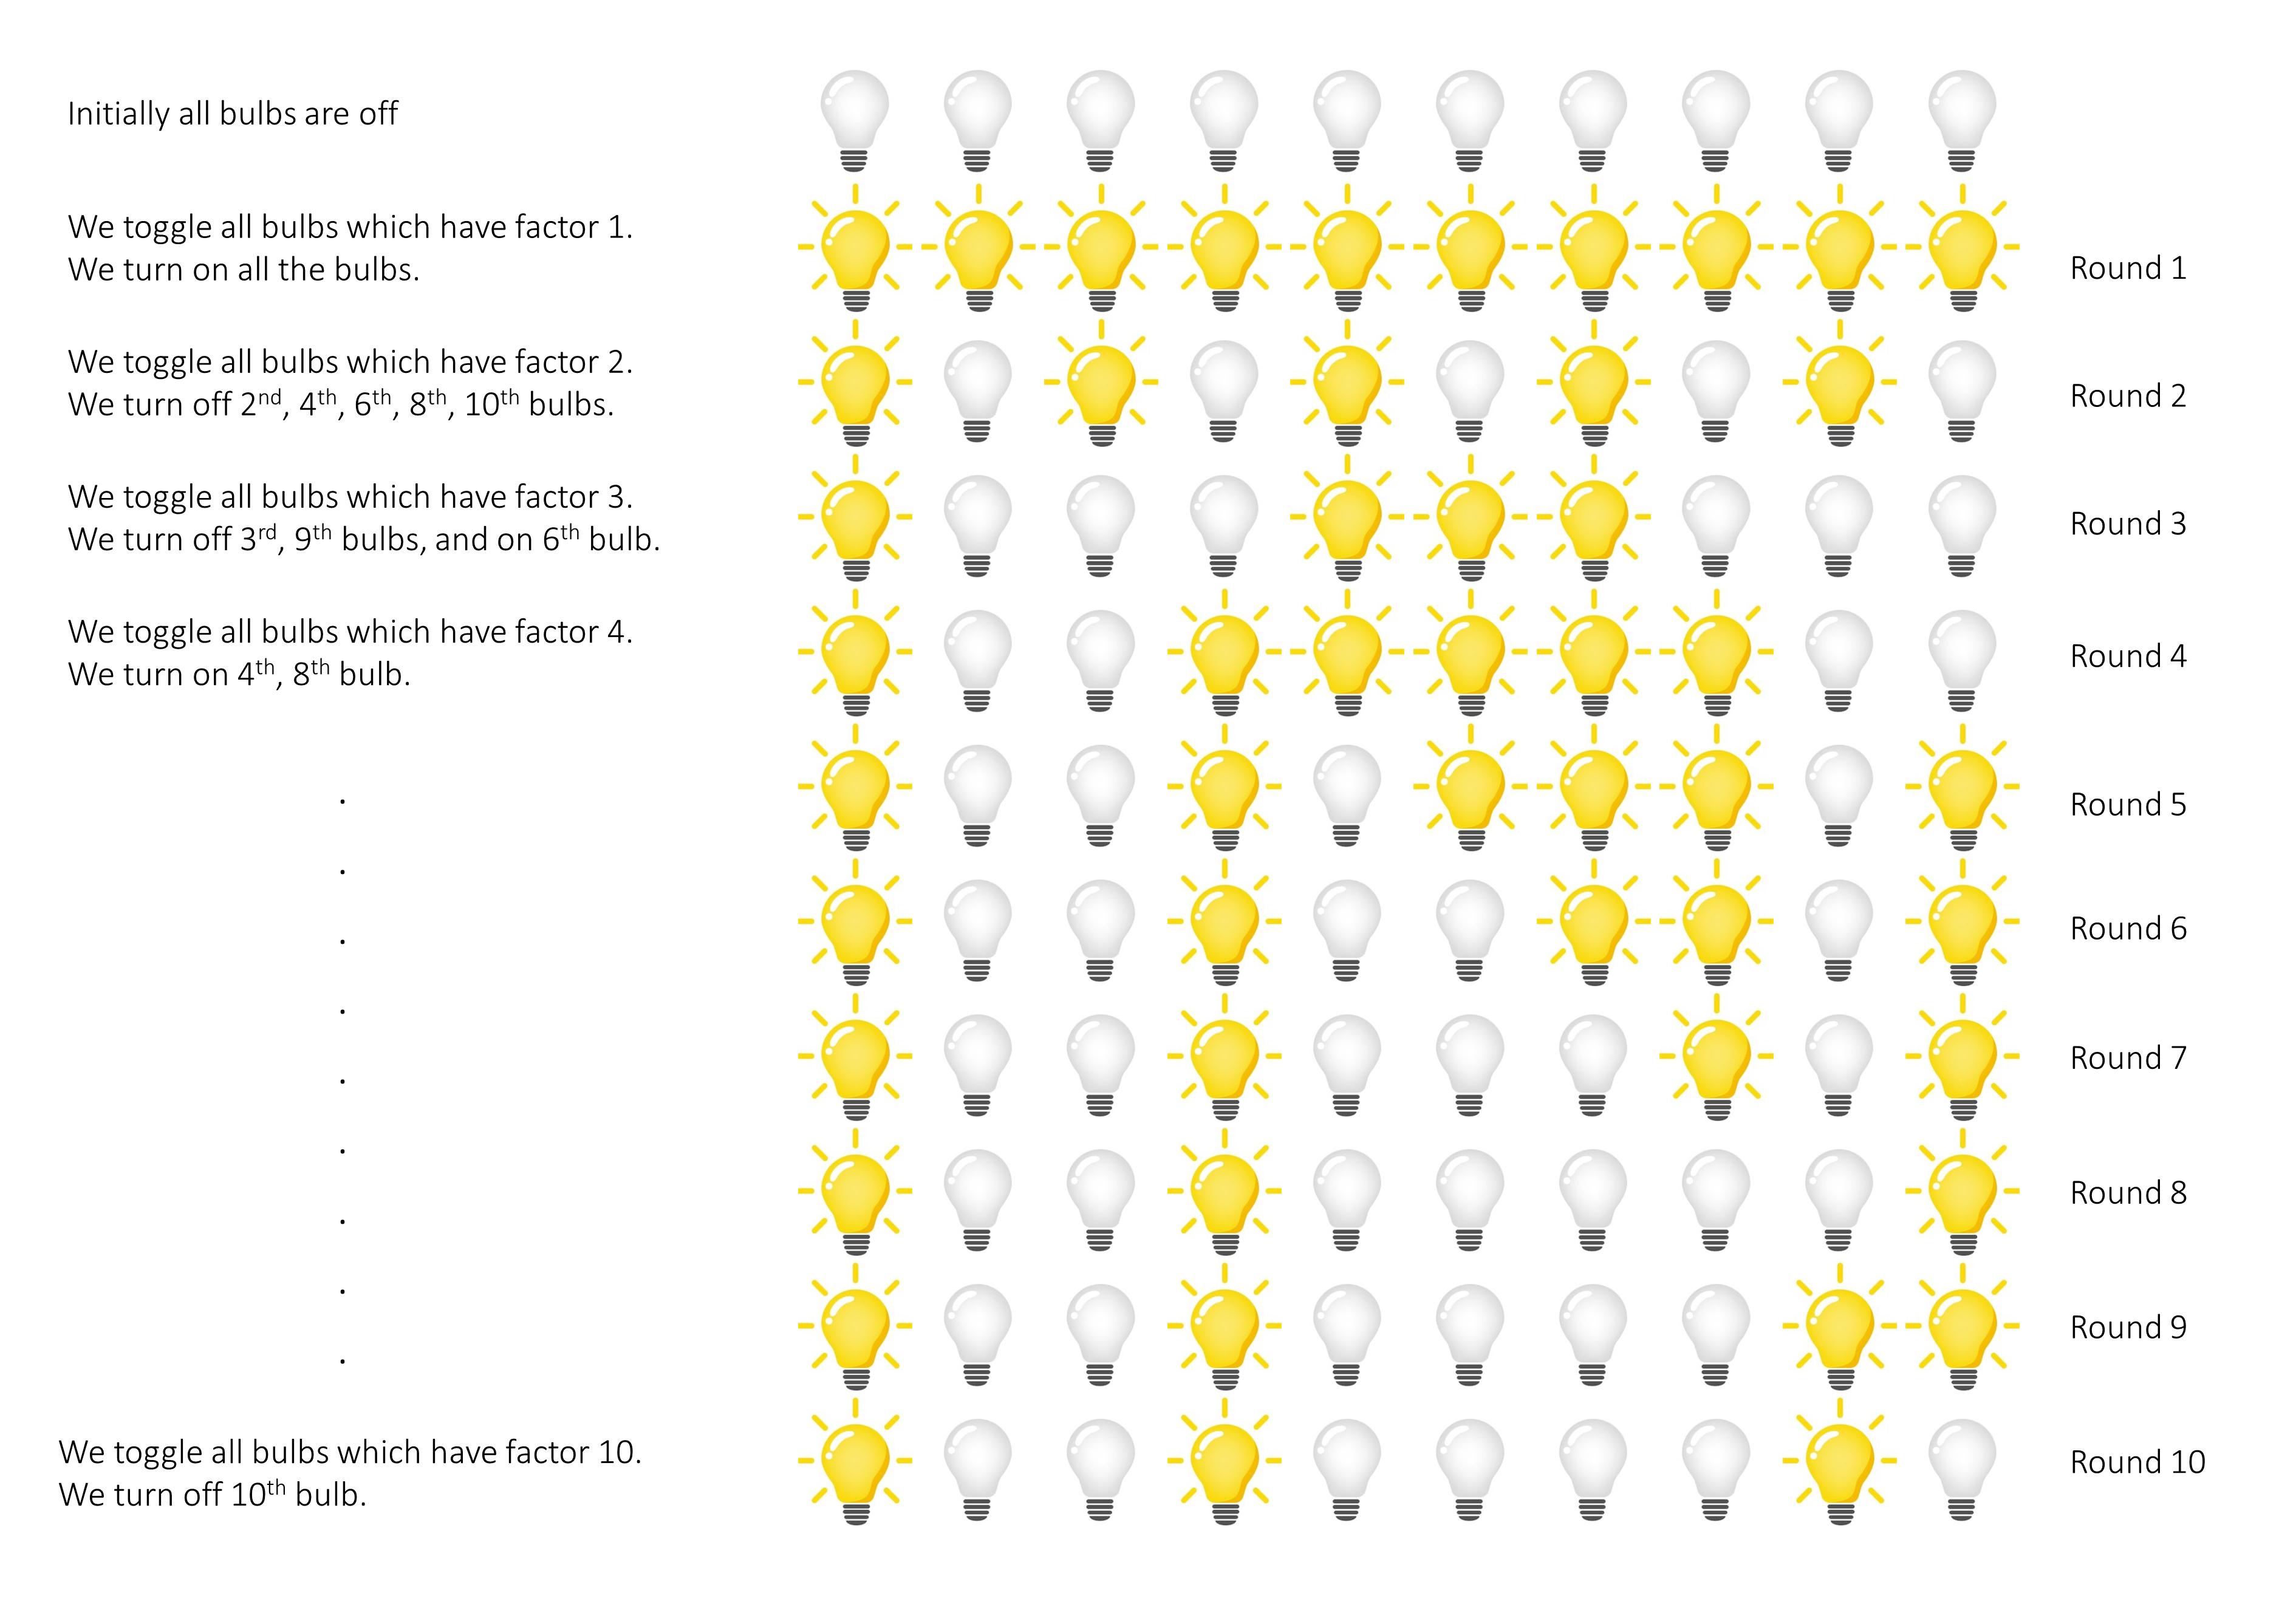 Initially all bulbs are off
We toggle all bulbs which have factor 1.
We turn on all the bulbs.
Round 1
We toggle all bulbs which have factor 2.
We turn off 2nd, 4th, 6th, 8th, 10th bulbs.
Round 2
We toggle all bulbs which have factor 3.
We turn off 3rd, 9th bulbs, and on 6th bulb.
Round 3
We toggle all bulbs which have factor 4.
We turn on 4th, 8th bulb.
Round 4
.
Round 5
.
.
Round 6
.
.
Round 7
.
.
Round 8
.
Round 9
.
We toggle all bulbs which have factor 10.
We turn off 10th bulb.
Round 10